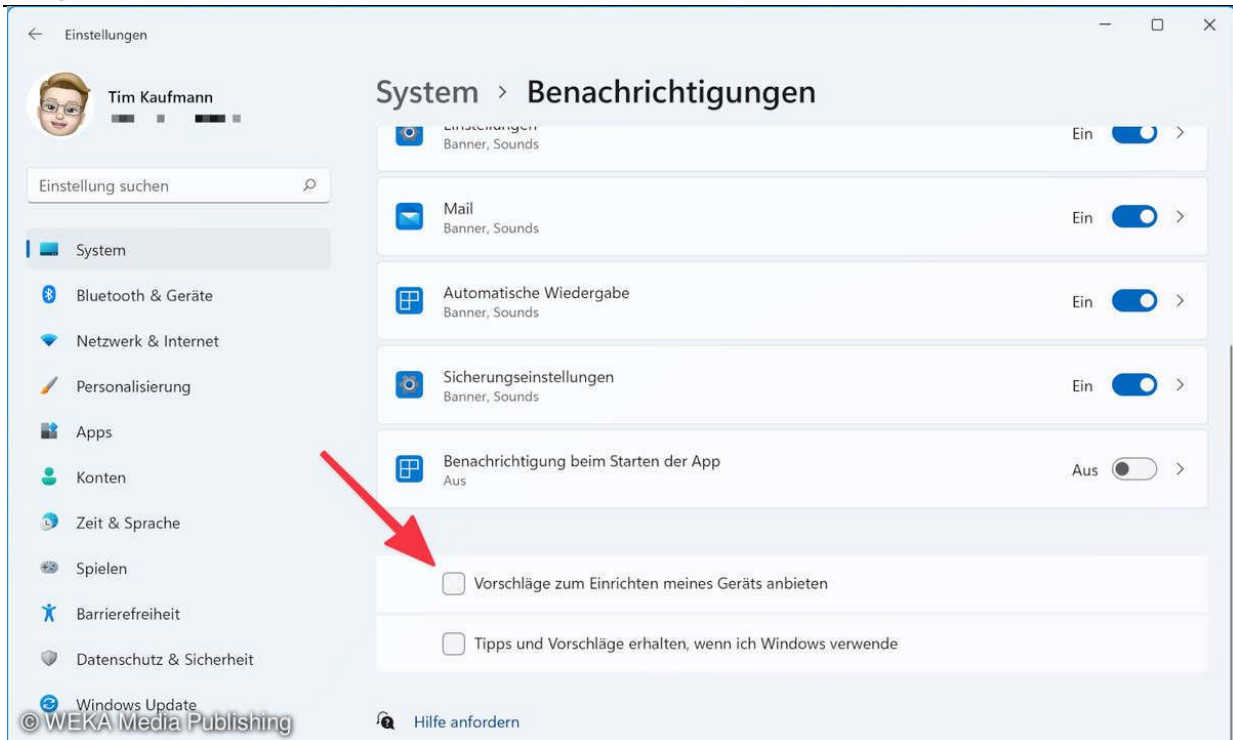 Einstellungen
Tim Kaufmann
Einstellung suchen
System
Bluetooth & Geräte
Netzwerk & Internet
Personalisierung
Apps
Konten
Zeit & Sprache
Spielen
Barrierefreiheit
Datenschutz & Sicherheit
Windows Update
© WEKA Media Publishing
System > Benachrichtigungen
Einstellungen
Banner, Sounds
Ein
Mail
Banner, Sounds
Ein
Automatische Wiedergabe
Banner, Sounds
Ein
Sicherungseinstellungen
Banner, Sounds
Ein
Benachrichtigung beim Starten der App
Aus
Aus
Vorschläge zum Einrichten meines Geräts anbieten
Tipps und Vorschläge erhalten, wenn ich Windows verwende
Hilfe anfordern